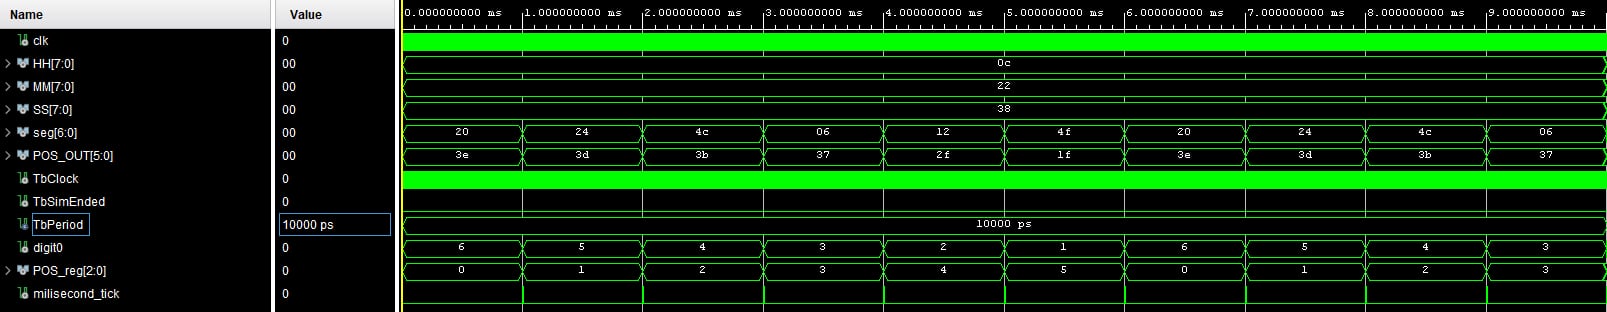 Name Value 0.000000000 ms 1.000000000 ms 2.000000000 ms 3.000000000 ms 4.000000000 ms 5.000000000 ms 6.000000000 ms 7.000000000 ms 8.000000000 ms 9.000000000 ms
clk 0
HH[7:0] 00 0c
MM[7:0] 00 22
SS[7:0] 00 38
seg[6:0] 00 20 24 4c 06 12 4f 20 24 4c 06
POS_OUT[5:0] 00 3e 3d 3b 37 2f 1f 3e 3d 3b 37
TbClock 0
TbSimEnded 0
TbPeriod 10000 ps 10000 ps
digit0 0 6 5 4 3 2 1 6 5 4 3
POS_reg[2:0] 0 0 1 2 3 4 5 0 1 2 3
milisecond_tick 0